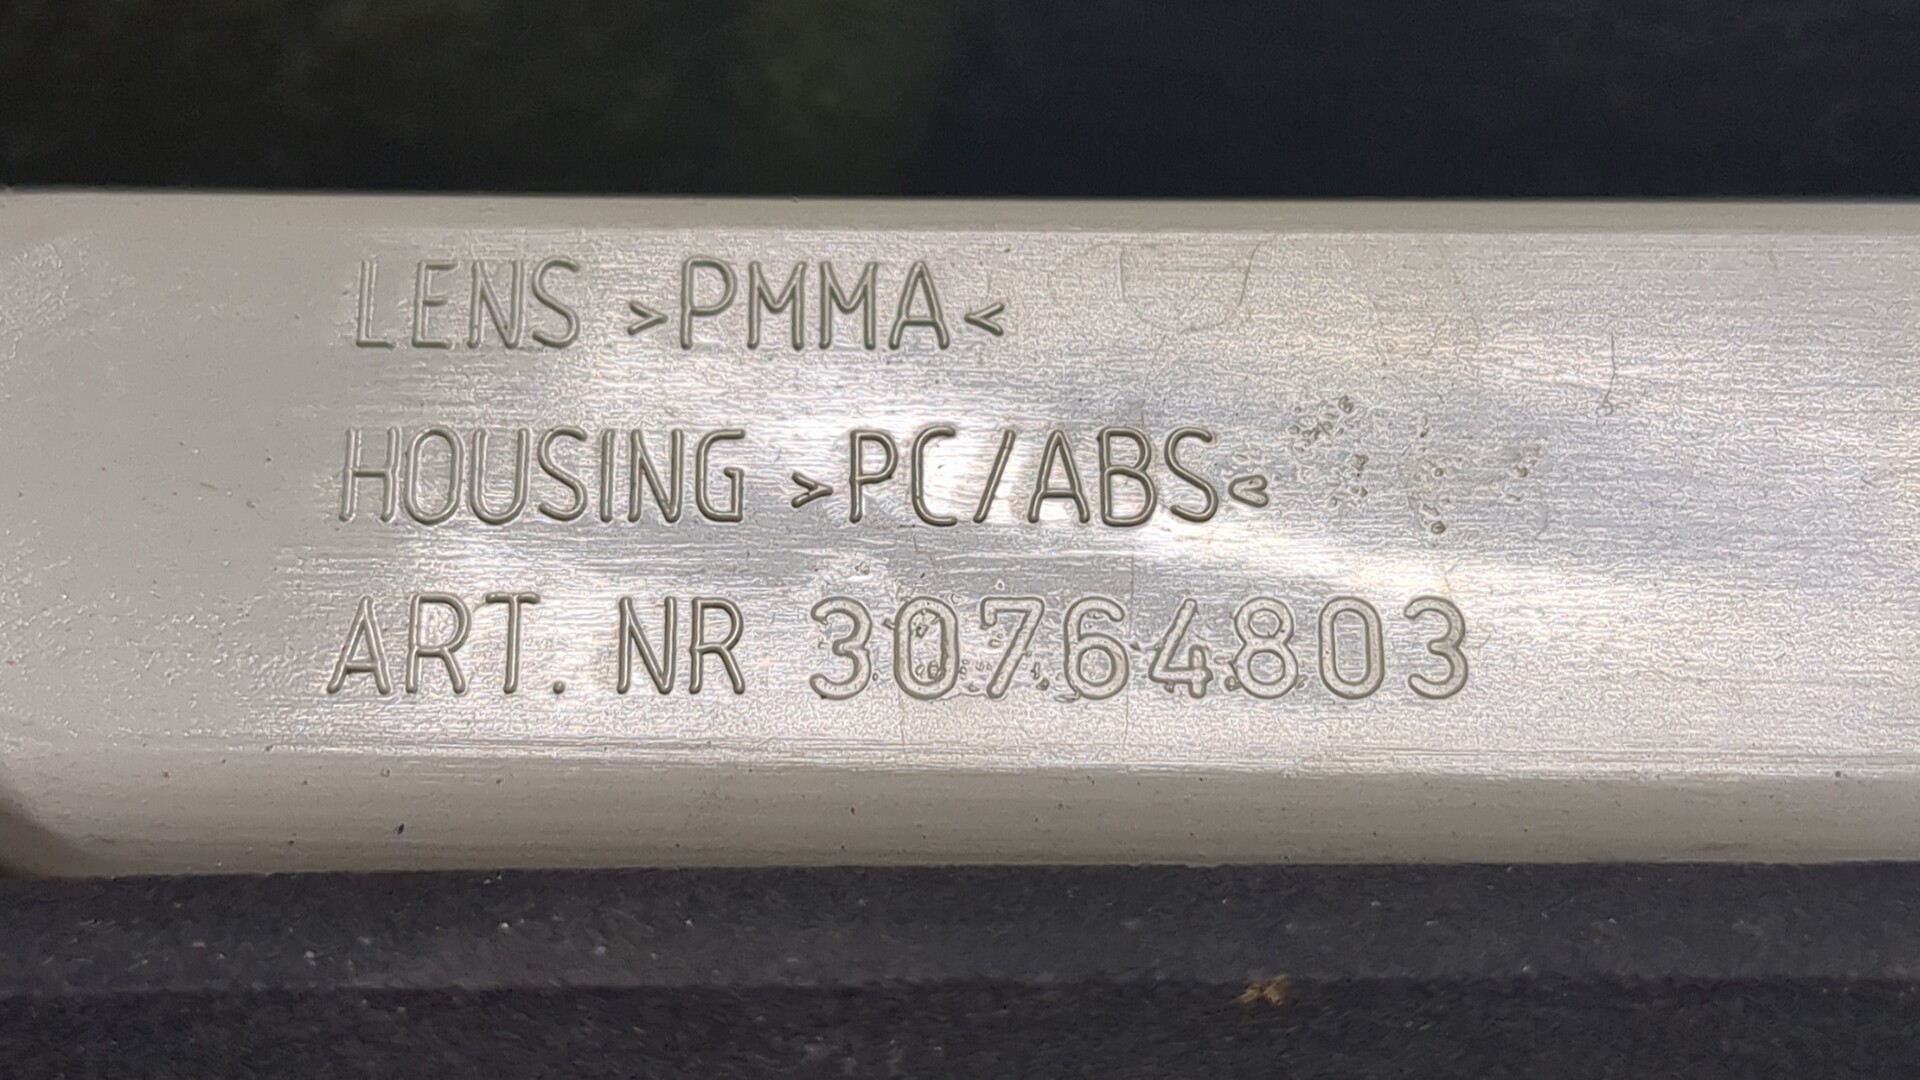 LENS >PMMA<
HOUSING >PC/ABS<
ART. NR 30764803